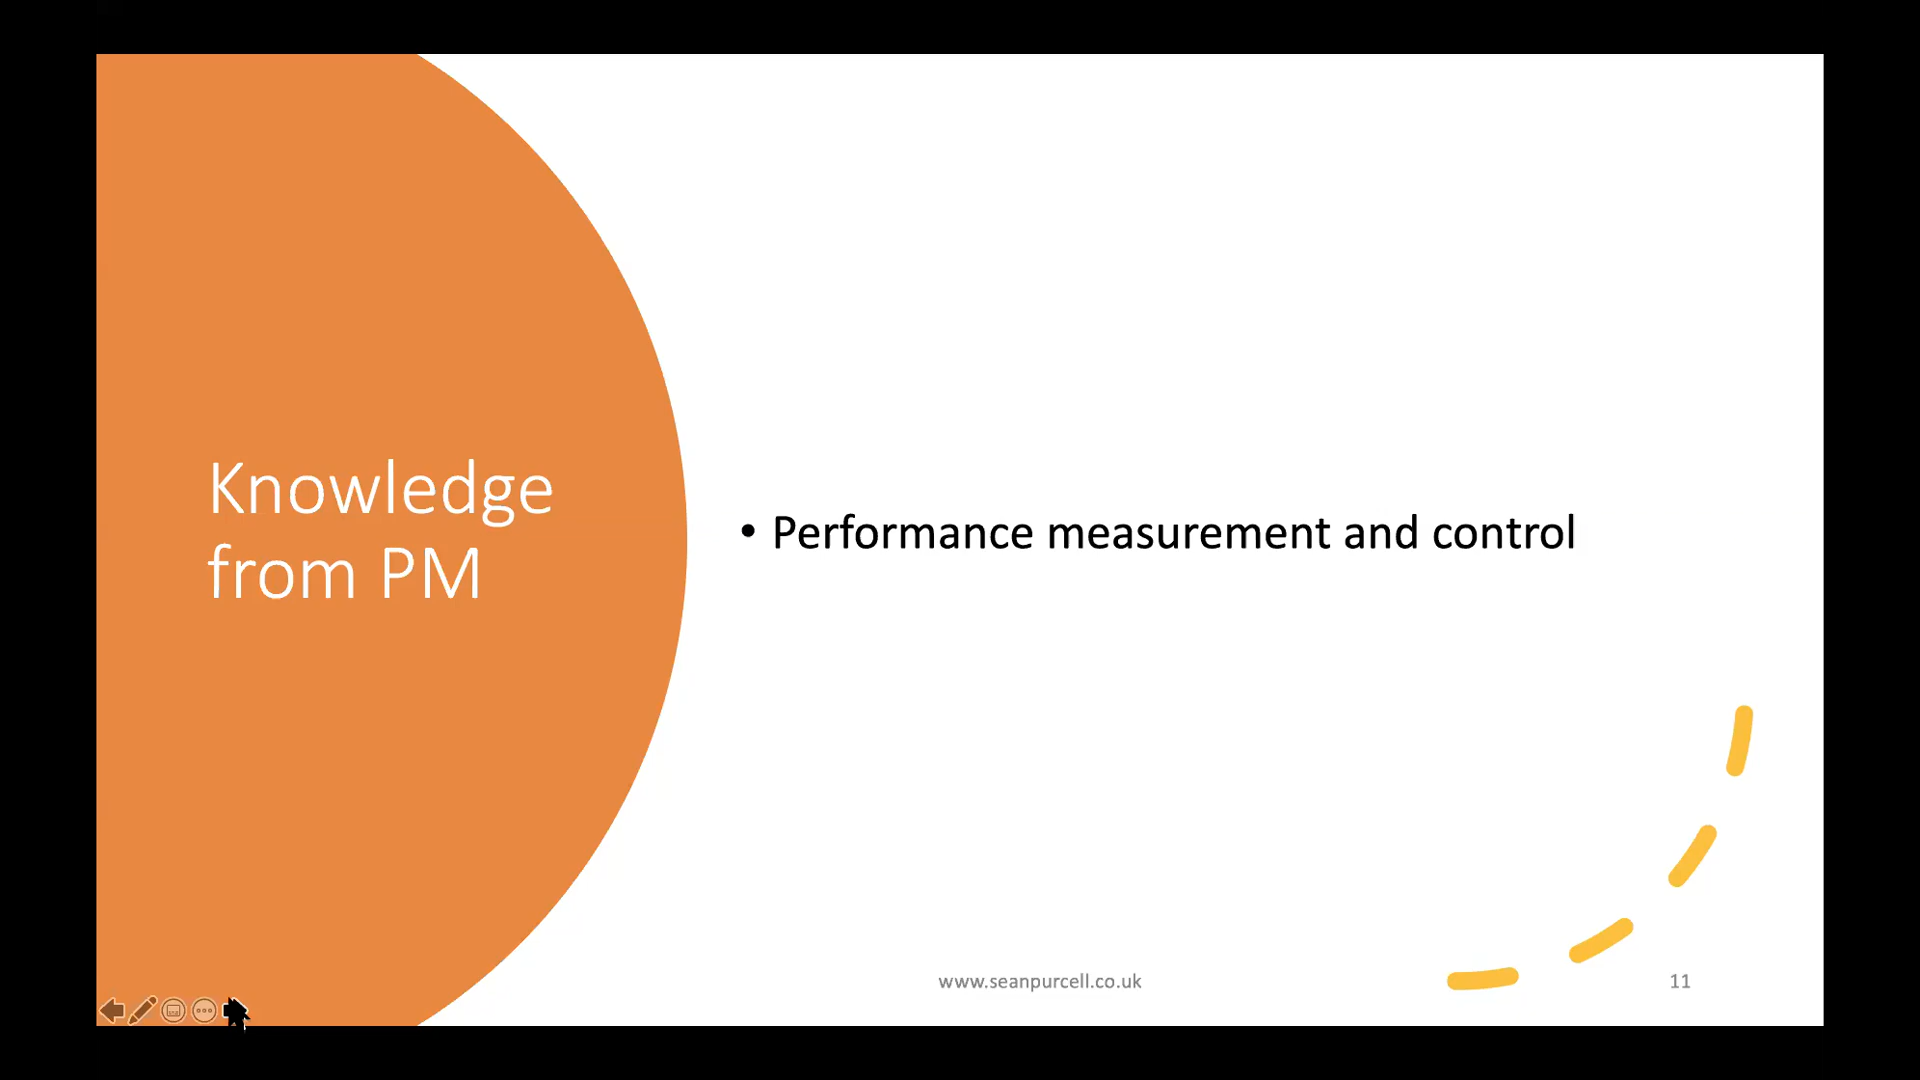 Knowledge
from PM
• Performance measurement and control
www.seanpurcell.co.uk
11